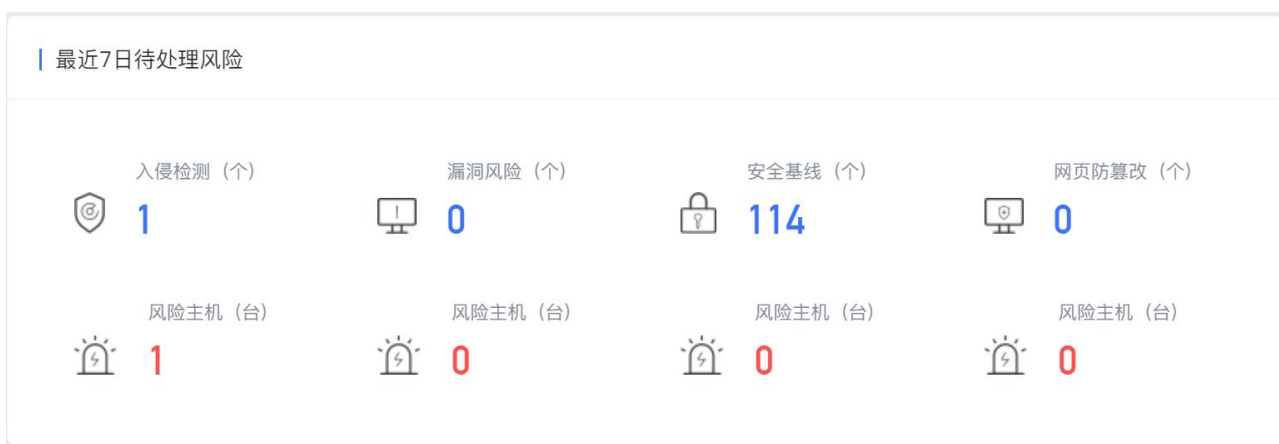 最近7日待处理风险
入侵检测（个） 漏洞风险（个） 安全基线（个） 网页防篡改（个）
1 0 114 0
风险主机（台） 风险主机（台） 风险主机（台） 风险主机（台）
1 0 0 0